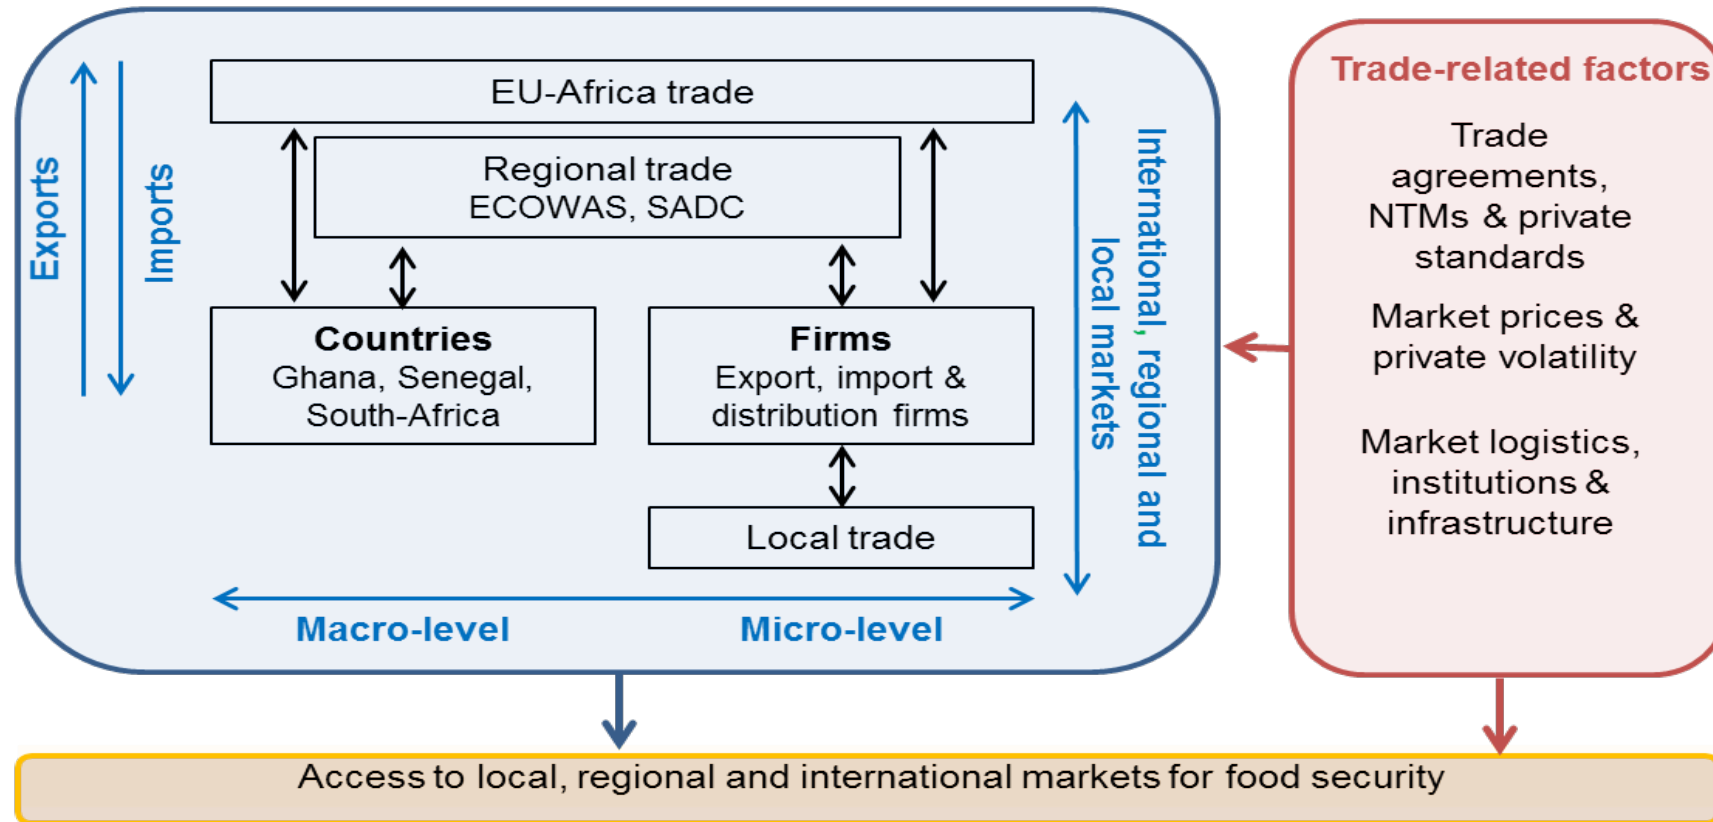 EU-Africa trade
Regional trade
ECOWAS, SADC
Exports
Imports
Countries
Ghana, Senegal,
South-Africa
Firms
Export, import &
distribution firms
Local trade
International, regional and
local markets
Macro-level
Micro-level
Trade-related factors
Trade
agreements,
NTMs & private
standards
Market prices &
private volatility
Market logistics,
institutions &
infrastructure
Access to local, regional and international markets for food security